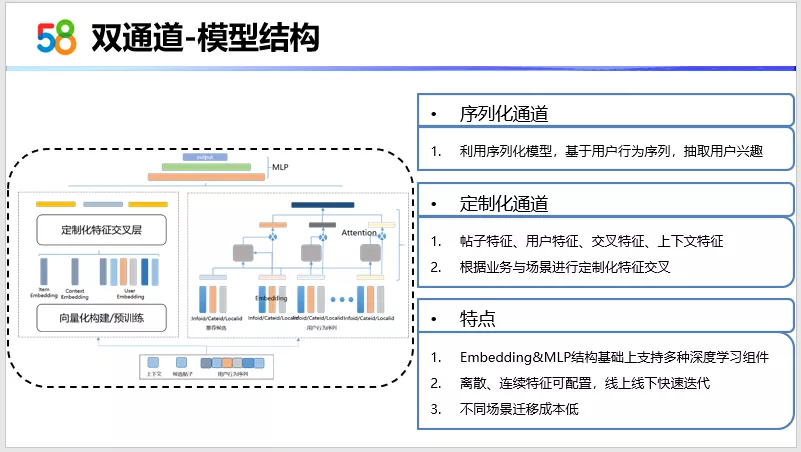 58 双通道-模型结构
output
MLP
定制化特征交叉层
Item Embedding
Context Embedding
User Embedding
向量化构建/预训练
Attention
Embedding
Infoid/Cateid/Localid
Infoid/Cateid/Localid
Infoid/Cateid/Localid
Infoid/Cateid/Localid
推荐候选
用户行为序列
上下文
候选帖子
用户行为序列
• 序列化通道
1. 利用序列化模型，基于用户行为序列，抽取用户兴趣
• 定制化通道
1. 帖子特征、用户特征、交叉特征、上下文特征
2. 根据业务与场景进行定制化特征交叉
• 特点
1. Embedding&MLP结构基础上支持多种深度学习组件
2. 离散、连续特征可配置，线上线下快速迭代
3. 不同场景迁移成本低